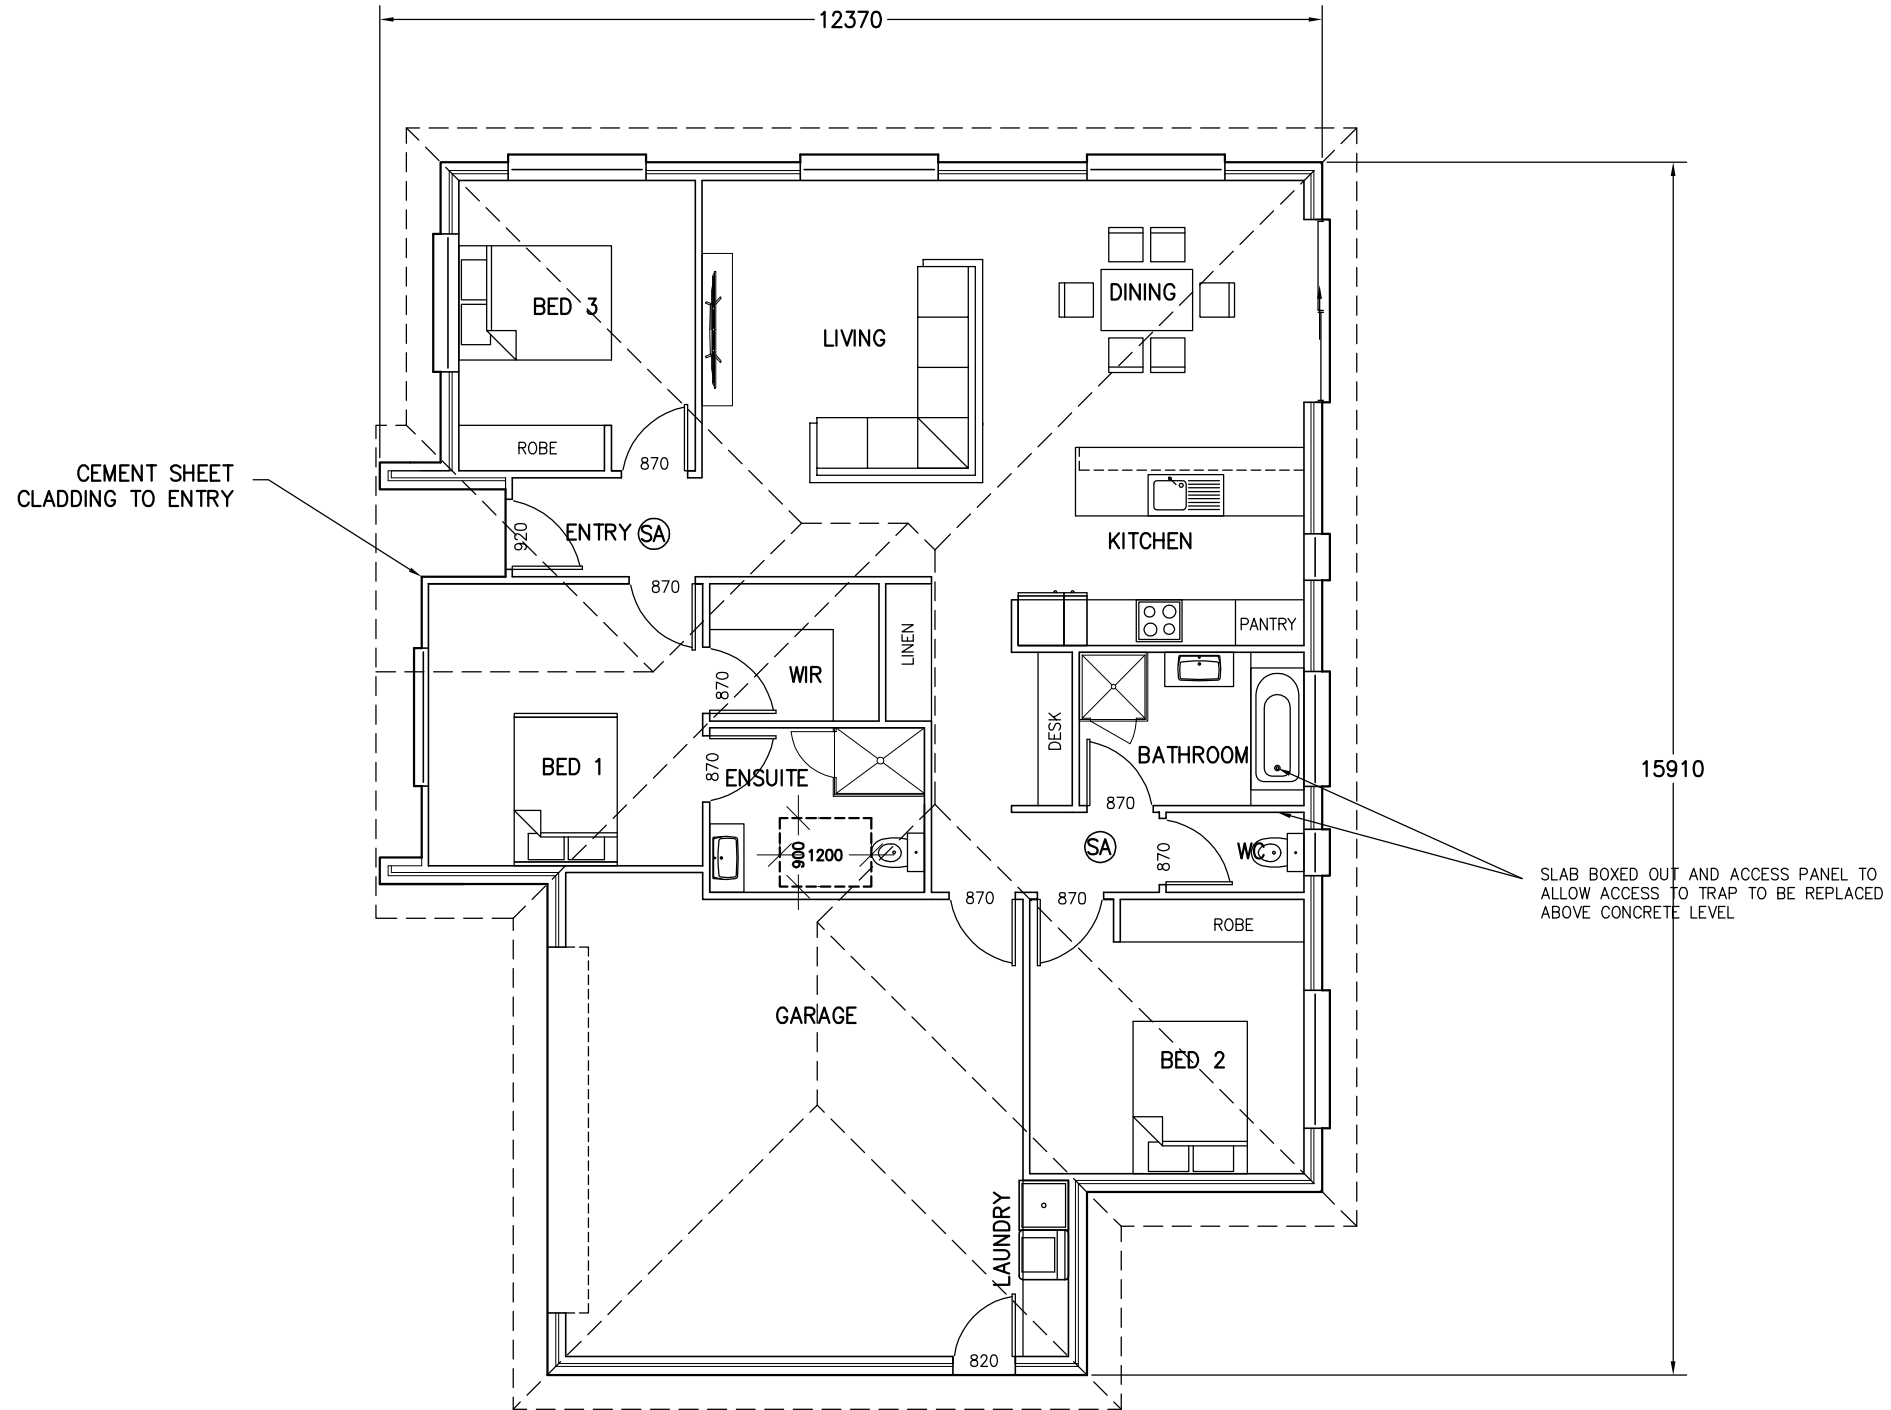 12370
BED 3
LIVING
DINING
ROBE
870
CEMENT SHEET
CLADDING TO ENTRY
920
ENTRY SA
KITCHEN
870
LINEN
PANTRY
WIR
870
DESK
BATHROOM
BED 1
870
ENSUITE
15910
870
900
1200
SA
870
WC
SLAB BOXED OUT AND ACCESS PANEL TO
ALLOW ACCESS TO TRAP TO BE REPLACED
ABOVE CONCRETE LEVEL
870
870
ROBE
GARAGE
BED 2
LAUNDRY
820